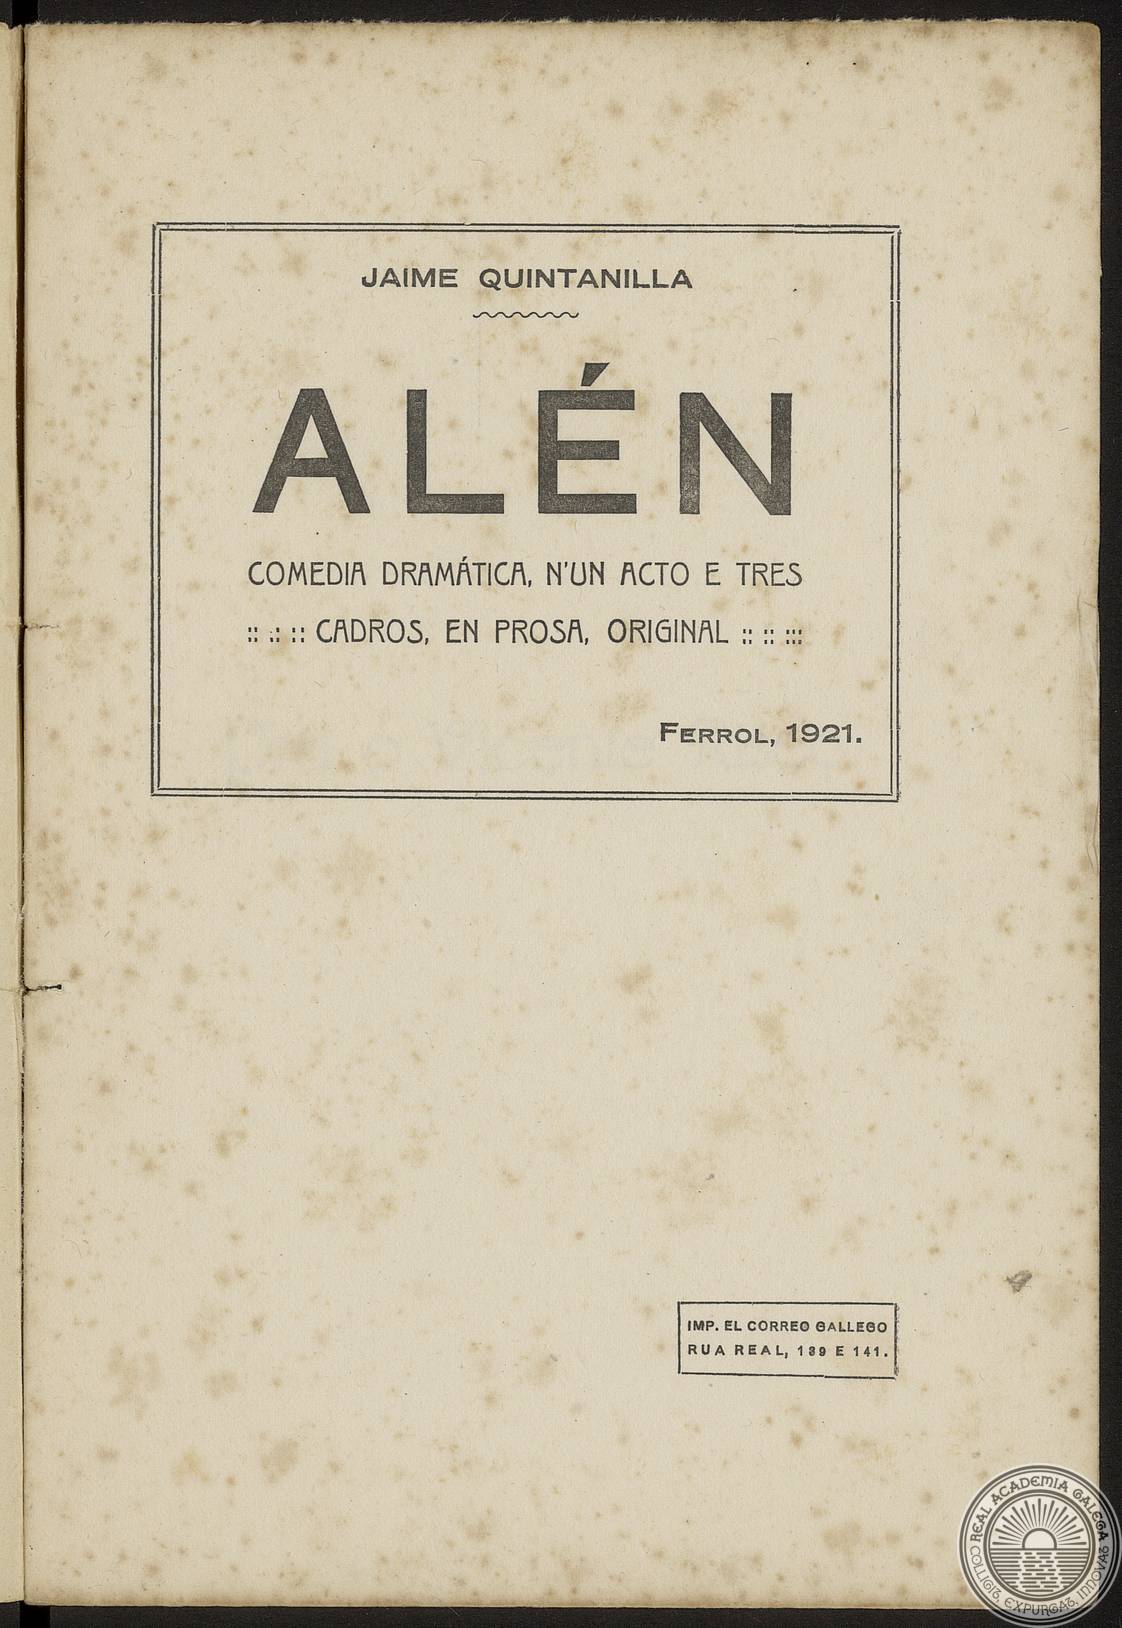 JAIME QUINTANILLA
ALÉN
COMEDIA DRAMÁTICA, N'UN ACTO E TRES
:: :: :: CADROS, EN PROSA, ORIGINAL :: :: :::
FERROL, 1921.
IMP. EL CORREO GALLEGO
RUA REAL, 139 E 141.
REAL ACADEMIA GALEGA
COLLIGIT, EXPURGAT, INNOVAT